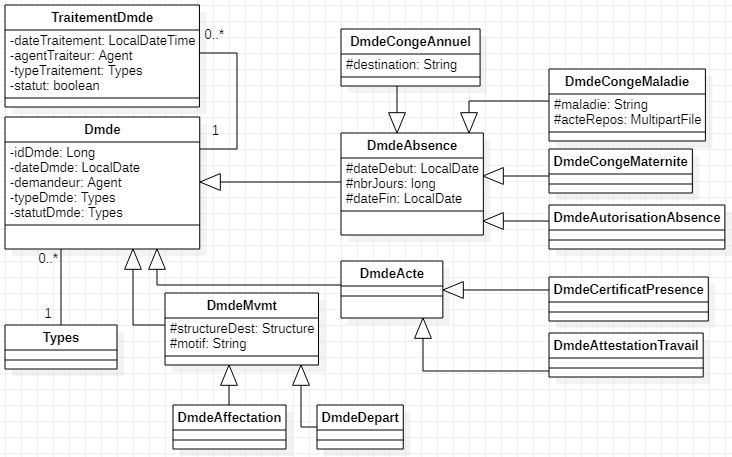 TraitementDmde
-dateTraitement: LocalDateTime
-agentTraiteur: Agent
-typeTraitement: Types
-statut: boolean
0..*
1
Dmde
-idDmde: Long
-dateDmde: LocalDate
-demandeur: Agent
-typeDmde: Types
-statutDmde: Types
0..*
1
Types
DmdeCongeAnnuel
#destination: String
DmdeCongeMaladie
#maladie: String
#acteRepos: MultipartFile
DmdeAbsence
#dateDebut: LocalDate
#nbrJours: long
#dateFin: LocalDate
DmdeCongeMaternite
DmdeAutorisationAbsence
DmdeActe
DmdeCertificatPresence
DmdeAttestationTravail
DmdeMvmt
#structureDest: Structure
#motif: String
DmdeAffectation
DmdeDepart